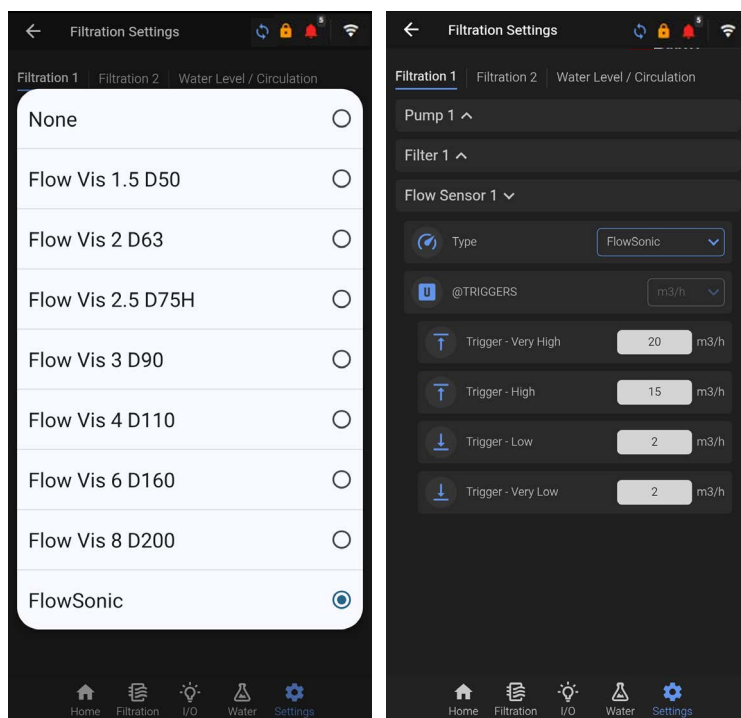 Filtration Settings
5
Filtration 1
Filtration 2
Water Level / Circulation
None
Flow Vis 1.5 D50
Flow Vis 2 D63
Flow Vis 2.5 D75H
Flow Vis 3 D90
Flow Vis 4 D110
Flow Vis 6 D160
Flow Vis 8 D200
FlowSonic
Home
Filtration
I/O
Water
Settings
Filtration Settings
5
Filtration 1
Filtration 2
Water Level / Circulation
Pump 1
Filter 1
Flow Sensor 1
Type
FlowSonic
U
@TRIGGERS
m3/h
Trigger - Very High
20 m3/h
Trigger - High
15 m3/h
Trigger - Low
2 m3/h
Trigger - Very Low
2 m3/h
Home
Filtration
I/O
Water
Settings